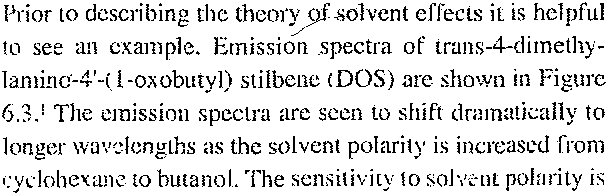 Prior to describing the theory of solvent effects it is helpful
to see an example. Emission spectra of trans-4-dimethy-
lamino-4'-(1-oxobutyl) stilbene (DOS) are shown in Figure
6.3.¹ The emission spectra are seen to shift dramatically to
longer wavelengths as the solvent polarity is increased from
cyclohexane to butanol. The sensitivity to solvent polarity is